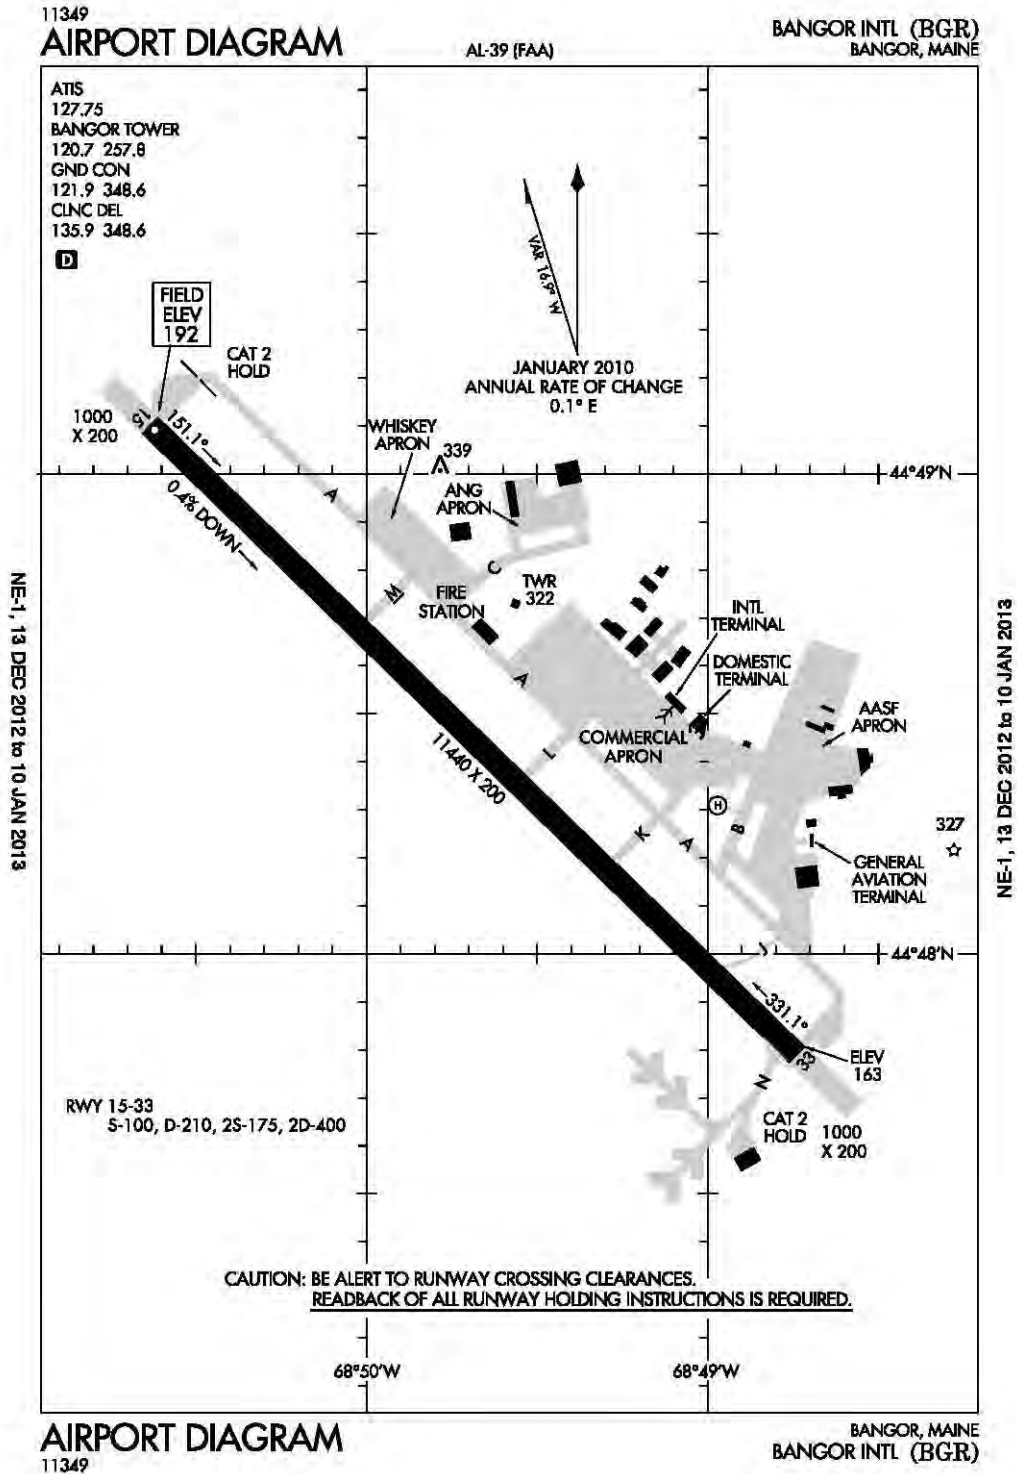 11349
AIRPORT DIAGRAM
AL-39 (FAA)
BANGOR INTL (BGR)
BANGOR, MAINE
ATIS
127.75
BANGOR TOWER
120.7 257.8
GND CON
121.9 348.6
CLNC DEL
135.9 348.6
D
VAR 16.9° W
JANUARY 2010
ANNUAL RATE OF CHANGE
0.1° E
FIELD
ELEV
192
CAT 2
HOLD
1000
X 200
15
151.1°
0.4% DOWN
WHISKEY
APRON
339
A
ANG
APRON
44°49'N
C
M
FIRE
STATION
TWR
322
INTL
TERMINAL
DOMESTIC
TERMINAL
A
AASF
APRON
COMMERCIAL
APRON
L
11440 X 200
H
K
A
B
327
GENERAL
AVIATION
TERMINAL
J
44°48'N
331.1°
33
ELEV
163
N
CAT 2
HOLD
1000
X 200
RWY 15-33
S-100, D-210, 2S-175, 2D-400
CAUTION: BE ALERT TO RUNWAY CROSSING CLEARANCES.
READBACK OF ALL RUNWAY HOLDING INSTRUCTIONS IS REQUIRED.
68°50'W
68°49'W
NE-1, 13 DEC 2012 to 10 JAN 2013
NE-1, 13 DEC 2012 to 10 JAN 2013
AIRPORT DIAGRAM
11349
BANGOR, MAINE
BANGOR INTL (BGR)